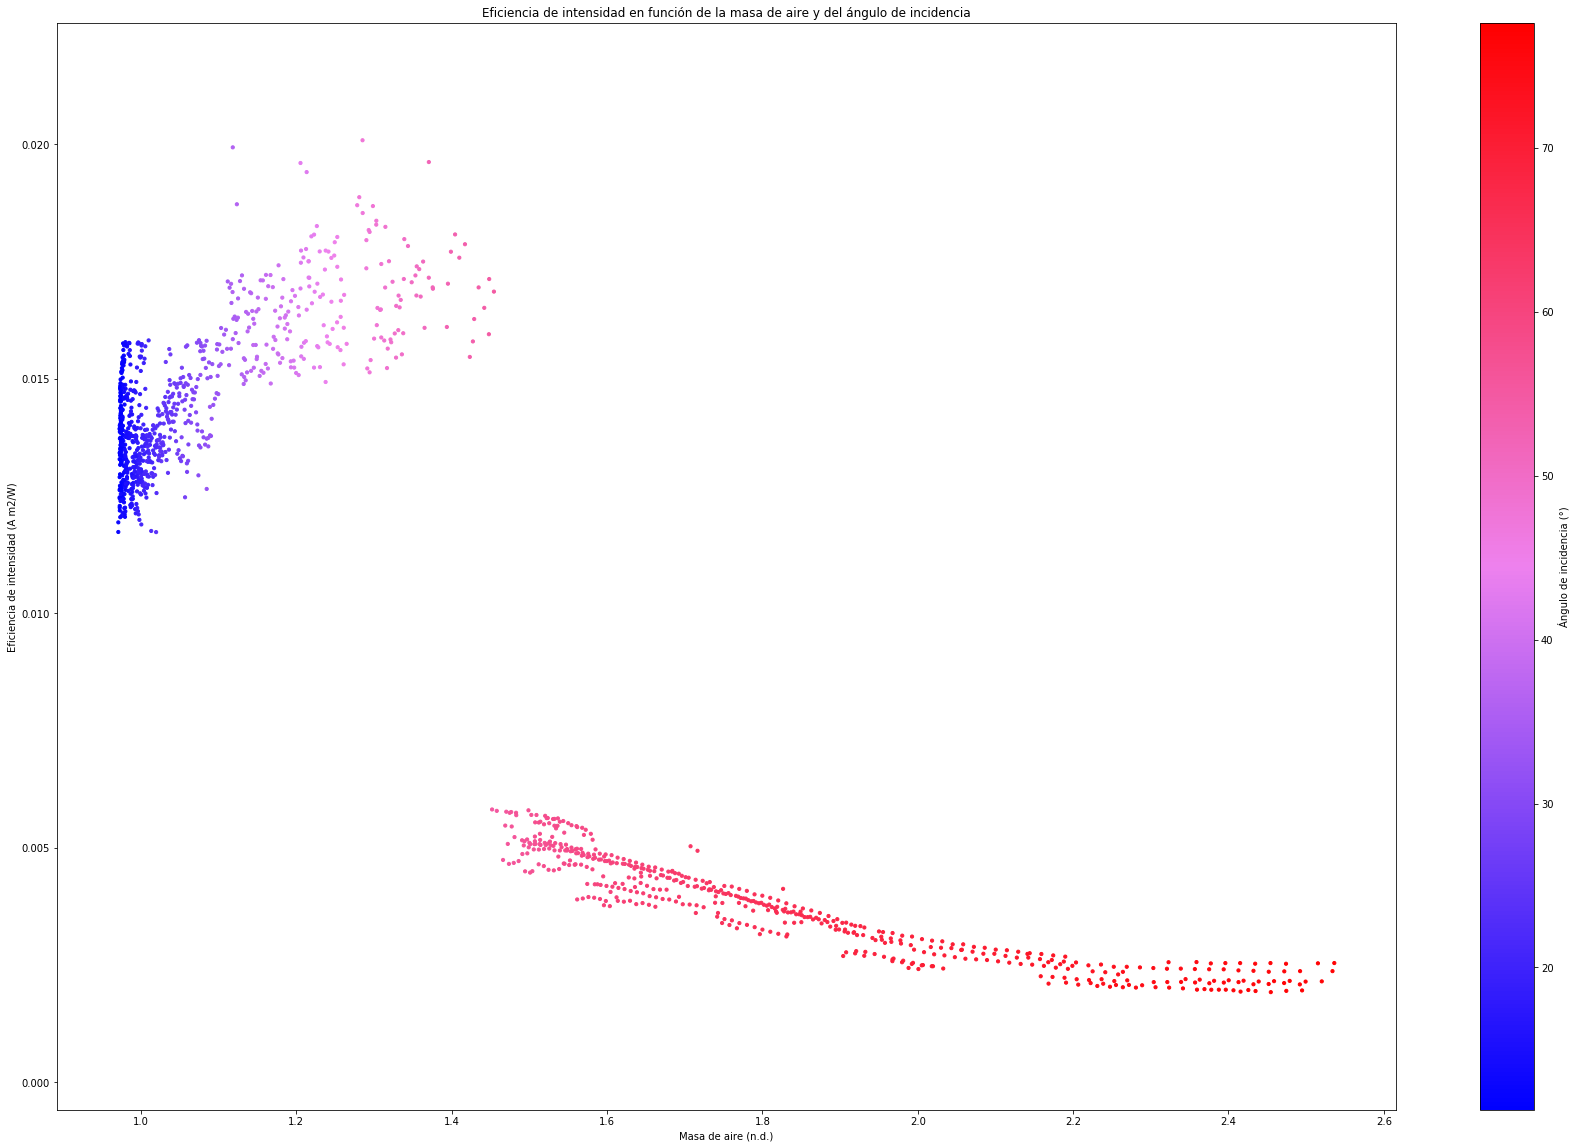 Eficiencia de intensidad en función de la masa de aire y del ángulo de incidencia
0.020
0.015
0.010
0.005
0.000
Eficiencia de intensidad (A m2/W)
1.0 1.2 1.4 1.6 1.8 2.0 2.2 2.4 2.6
Masa de aire (n.d.)
70
60
50
40
30
20
Ángulo de incidencia (°)